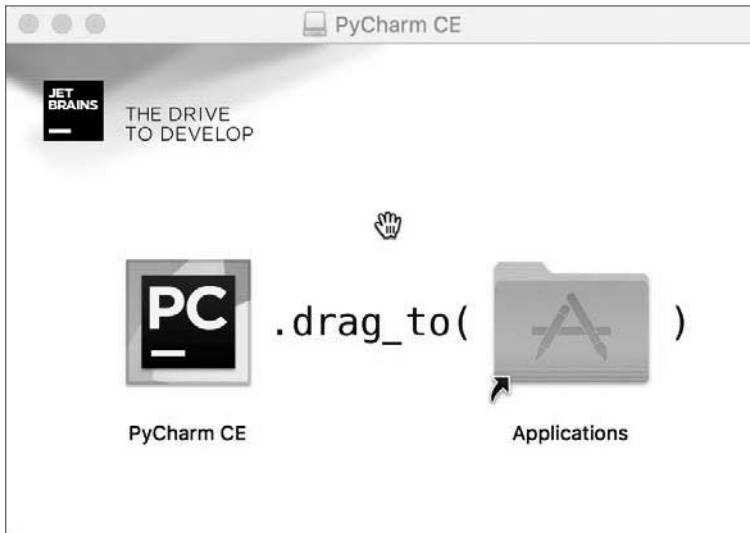 PyCharm CE
JET
BRAINS
THE DRIVE
TO DEVELOP
PC
.drag_to( )
PyCharm CE
Applications